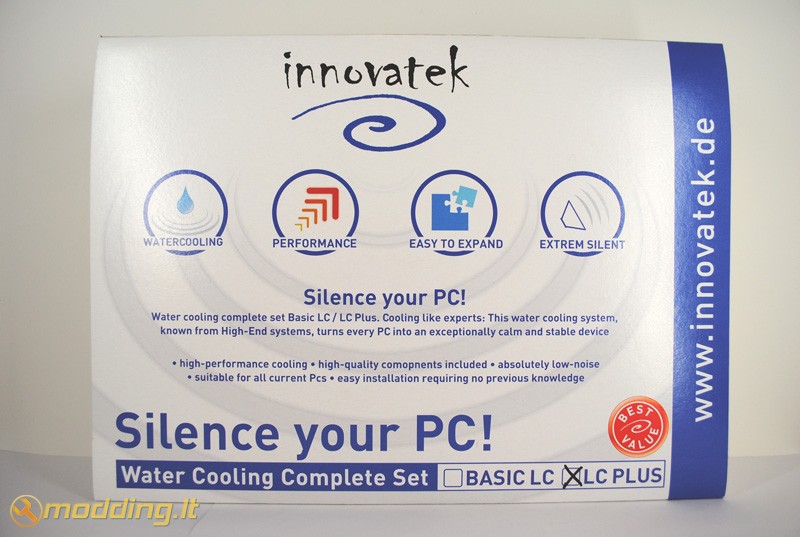 innovatek
WATERCOOLING
PERFORMANCE
EASY TO EXPAND
EXTREM SILENT
Silence your PC!
Water cooling complete set Basic LC / LC Plus. Cooling like experts: This water cooling system,
known from High-End systems, turns every PC into an exceptionally calm and stable device
• high-performance cooling • high-quality comopnents included • absolutely low-noise
• suitable for all current Pcs • easy installation requiring no previous knowledge
BEST
VALUE
Silence your PC!
Water Cooling Complete Set BASIC LC LC PLUS
www.innovatek.de
modding.lt